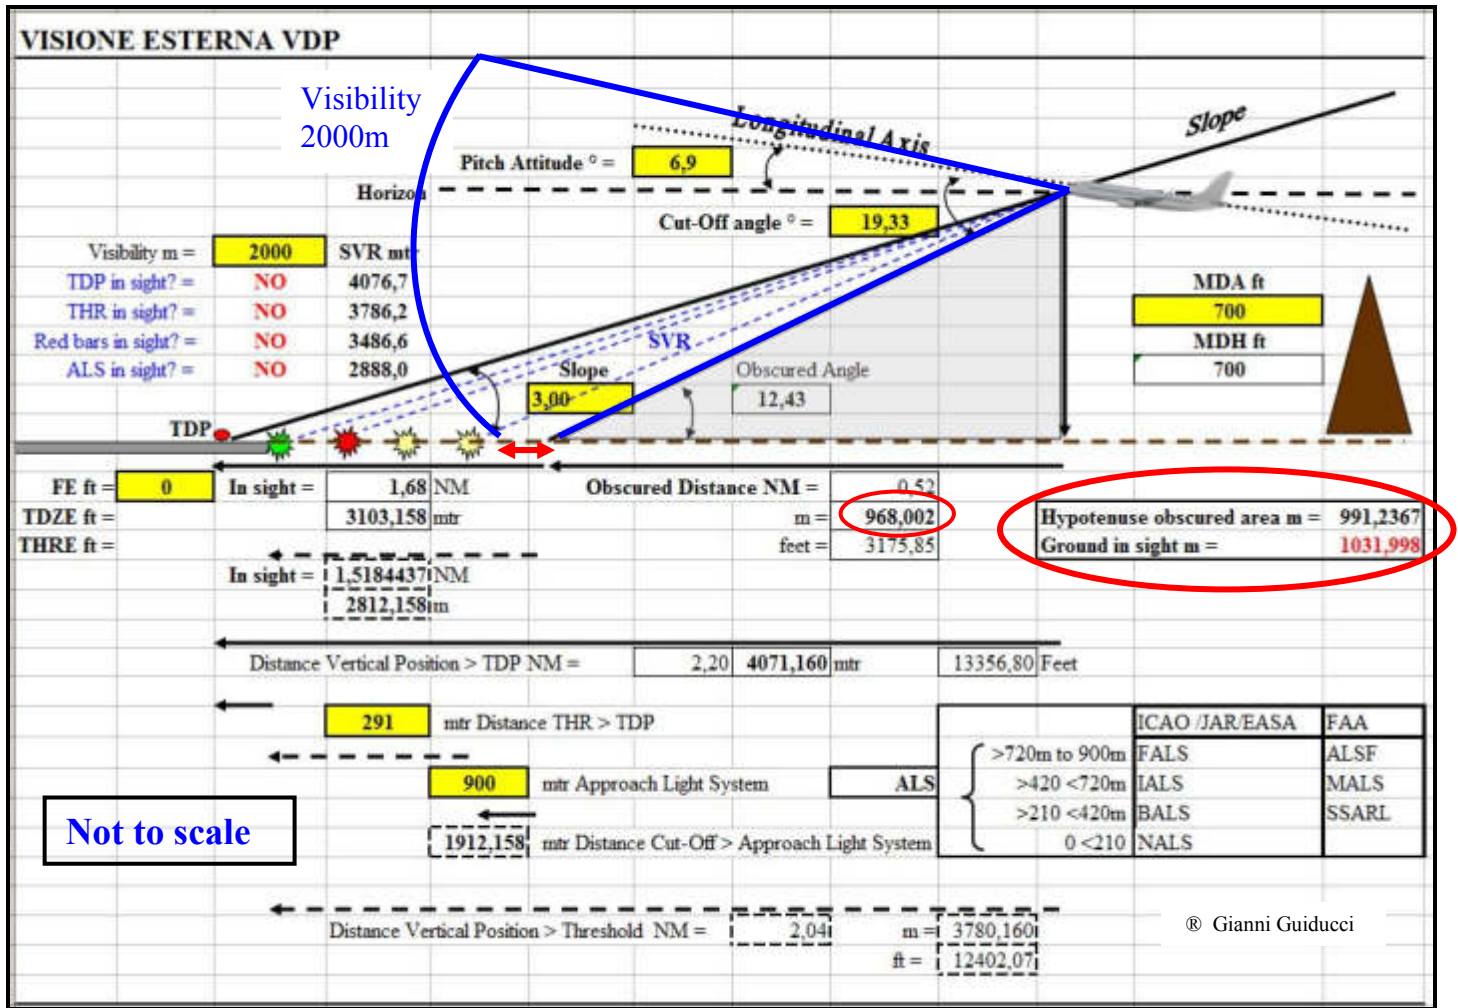 VISIONE ESTERNA VDP
Visibility
2000m
Longitudinal Axis
Slope
Pitch Attitude ° = 6,9
Horizon
Cut-Off angle ° = 19,33
Visibility m = 2000 SVR mtr
TDP in sight? = NO 4076,7
THR in sight? = NO 3786,2
Red bars in sight? = NO 3486,6
ALS in sight? = NO 2888,0
SVR
MDA ft
700
MDH ft
700
Slope
3,00
Obscured Angle
12,43
TDP
FE ft = 0 In sight = 1,68 NM Obscured Distance NM = 0,52
TDZE ft = 3103,158 mtr m = 968,002 Hypotenuse obscured area m = 991,2367
THRE ft = feet = 3175,85 Ground in sight m = 1031,998
In sight = 1,5184437 NM
2812,158 m
Distance Vertical Position > TDP NM = 2,20 4071,160 mtr 13356,80 Feet
291 mtr Distance THR > TDP
ICAO /JAR/EASA FAA
>720m to 900m FALS ALSF
900 mtr Approach Light System ALS >420 <720m IALS MALS
>210 <420m BALS SSARL
Not to scale
1912,158 mtr Distance Cut-Off > Approach Light System 0 <210 NALS
Distance Vertical Position > Threshold NM = 2,04 m = 3780,160
ft = 12402,07
® Gianni Guiducci